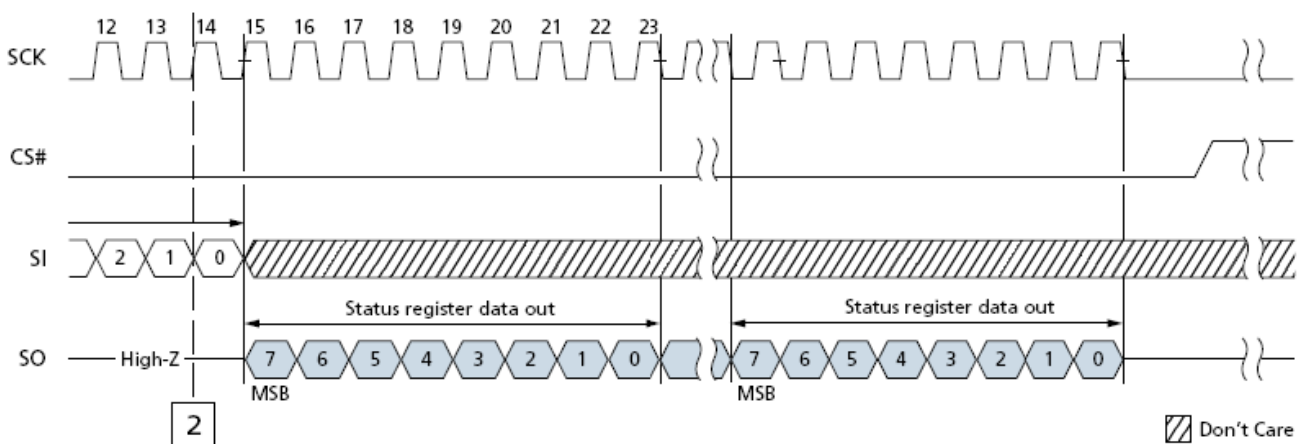 12 13 14 15 16 17 18 19 20 21 22 23
SCK
CS#
SI 2 1 0
Status register data out Status register data out
SO High-Z 7 6 5 4 3 2 1 0 7 6 5 4 3 2 1 0
MSB MSB
2
Don't Care